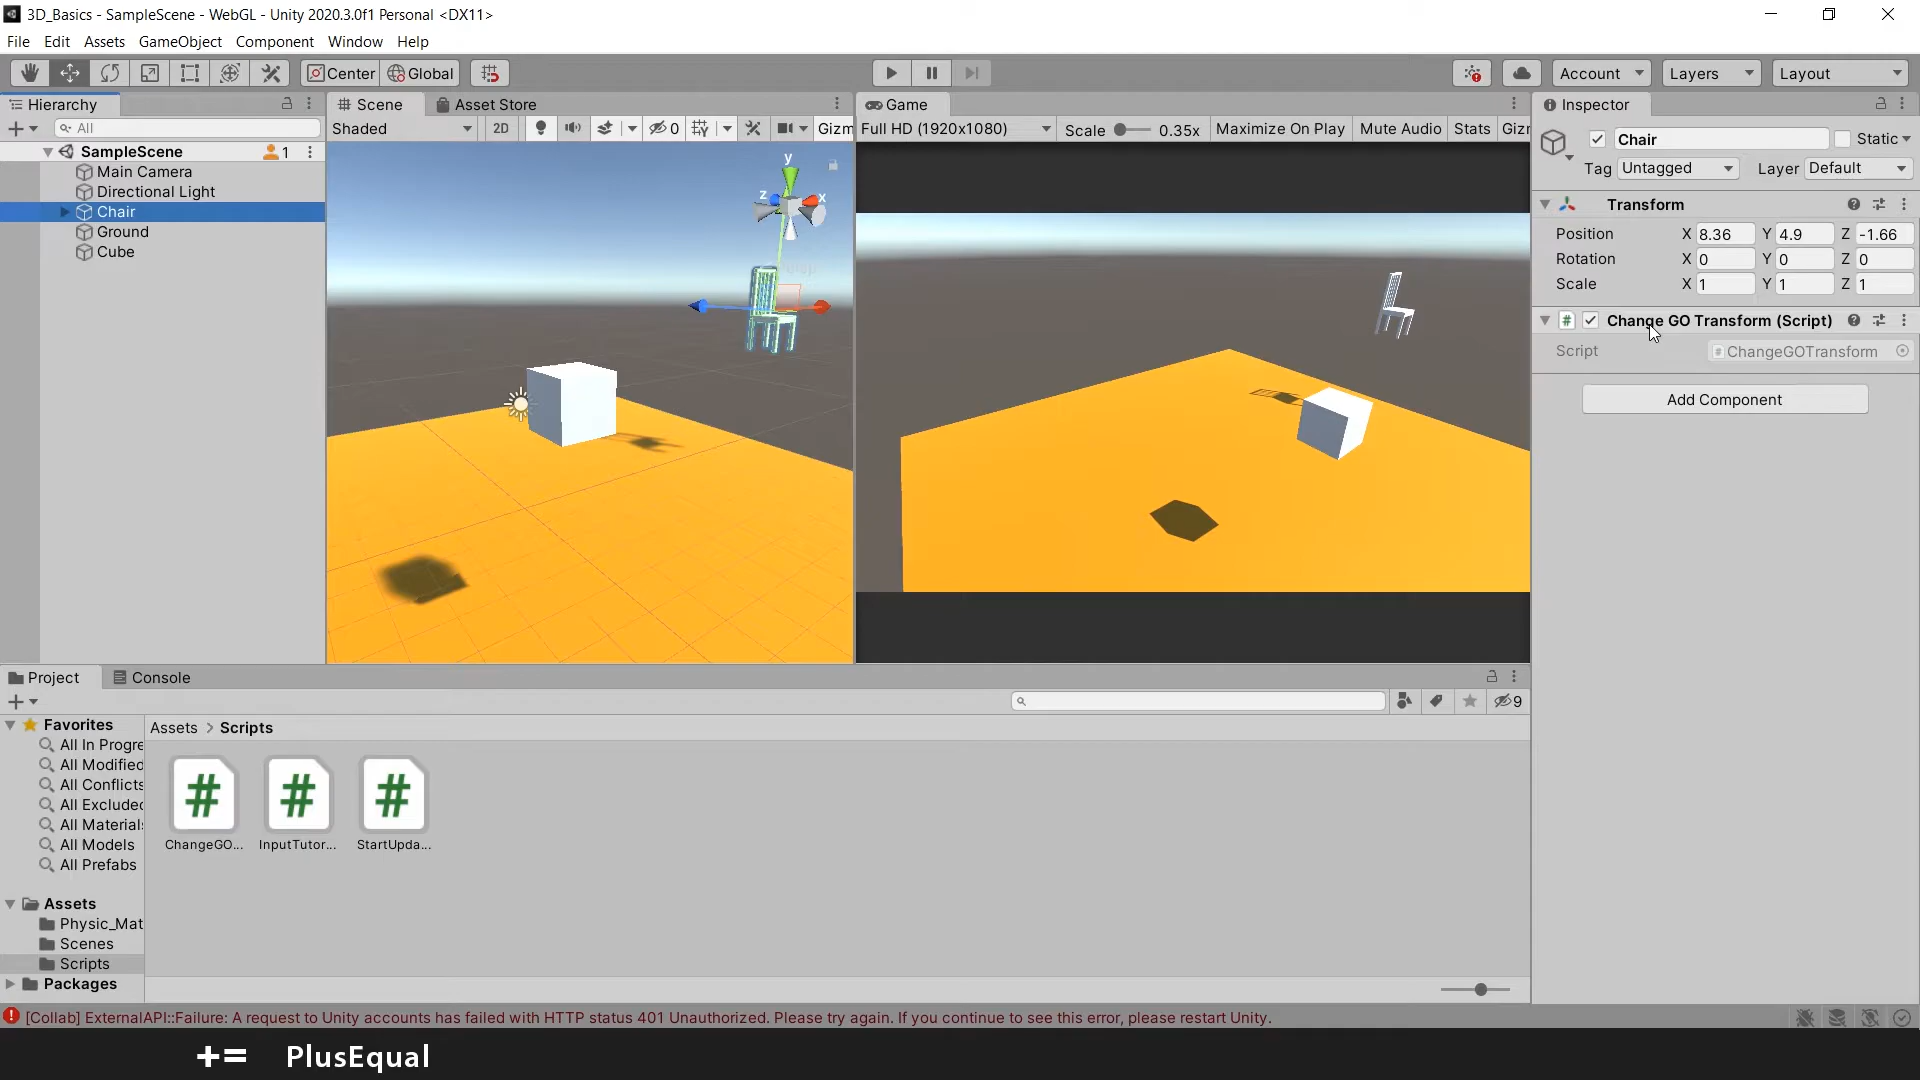 3D_Basics - SampleScene - WebGL - Unity 2020.3.0f1 Personal <DX11>
File Edit Assets GameObject Component Window Help
Center Global
Account Layers Layout
Hierarchy
All
SampleScene 1
Main Camera
Directional Light
Chair
Ground
Cube
Scene Asset Store
Shaded 2D 0 Gizm
y
z x
Persp
Game
Full HD (1920x1080) Scale 0.35x Maximize On Play Mute Audio Stats Giz
Inspector
Chair Static
Tag Untagged Layer Default
Transform
Position X 8.36 Y 4.9 Z -1.66
Rotation X 0 Y 0 Z 0
Scale X 1 Y 1 Z 1
# Change GO Transform (Script)
Script # ChangeGOTransform
Add Component
Project Console
9
Favorites
All In Progre
All Modified
All Conflicts
All Excluded
All Material
All Models
All Prefabs
Assets
Physic_Mat
Scenes
Scripts
Packages
Assets > Scripts
# # #
ChangeGO... InputTutor... StartUpda...
[Collab] ExternalAPI::Failure: A request to Unity accounts has failed with HTTP status 401 Unauthorized. Please try again. If you continue to see this error, please restart Unity.
+= PlusEqual